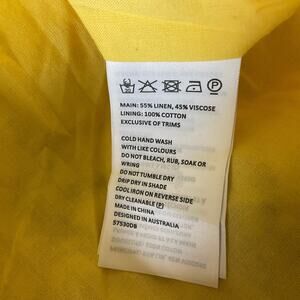 MAIN: 55% LINEN, 45% VISCOSE
LINING: 100% COTTON
EXCLUSIVE OF TRIMS
COLD HAND WASH
WITH LIKE COLOURS
DO NOT BLEACH, RUB, SOAK OR
WRING
DO NOT TUMBLE DRY
DRIP DRY IN SHADE
COOL IRON ON REVERSE SIDE
DRY CLEANABLE Ⓟ
MADE IN CHINA
DESIGNED IN AUSTRALIA
57530DB